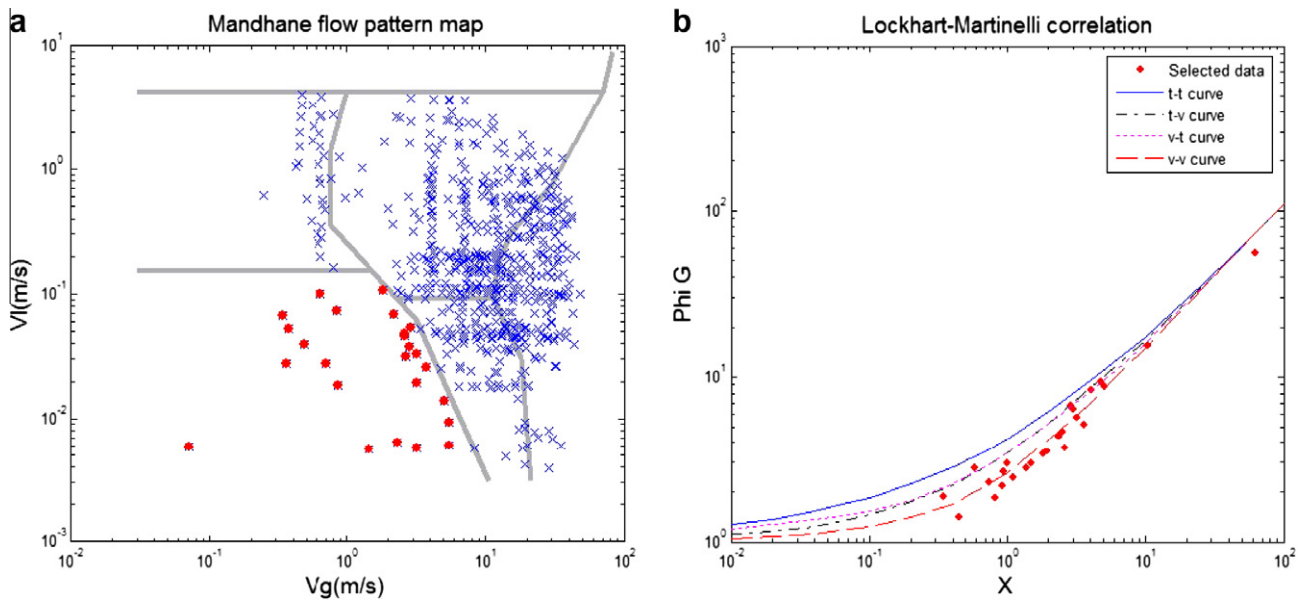 a
Mandhane flow pattern map
10^1
10^0
10^-1
10^-2
10^-3
Vl(m/s)
10^-2
10^-1
10^0
10^1
10^2
Vg(m/s)
b
Lockhart-Martinelli correlation
10^3
10^2
10^1
10^0
Phi G
Selected data
t-t curve
t-v curve
v-t curve
v-v curve
10^-2
10^-1
10^0
10^1
10^2
X